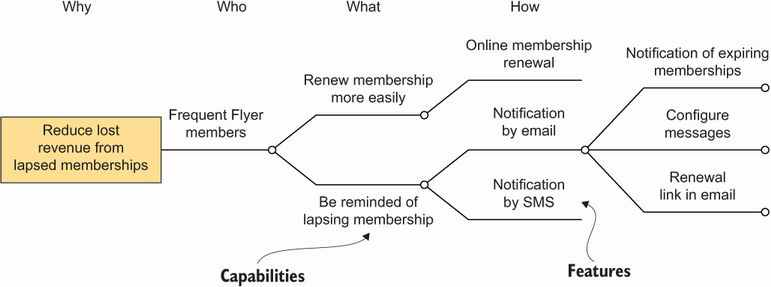 Why
Who
What
How
Reduce lost
revenue from
lapsed memberships
Frequent Flyer
members
Renew membership
more easily
Be reminded of
lapsing membership
Online membership
renewal
Notification
by email
Notification
by SMS
Notification of expiring
memberships
Configure
messages
Renewal
link in email
Capabilities
Features